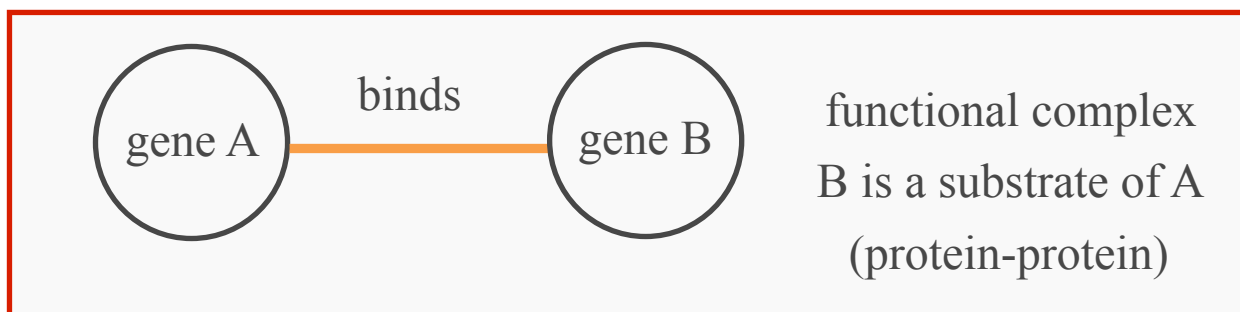 binds
gene A
gene B
functional complex
B is a substrate of A
(protein-protein)